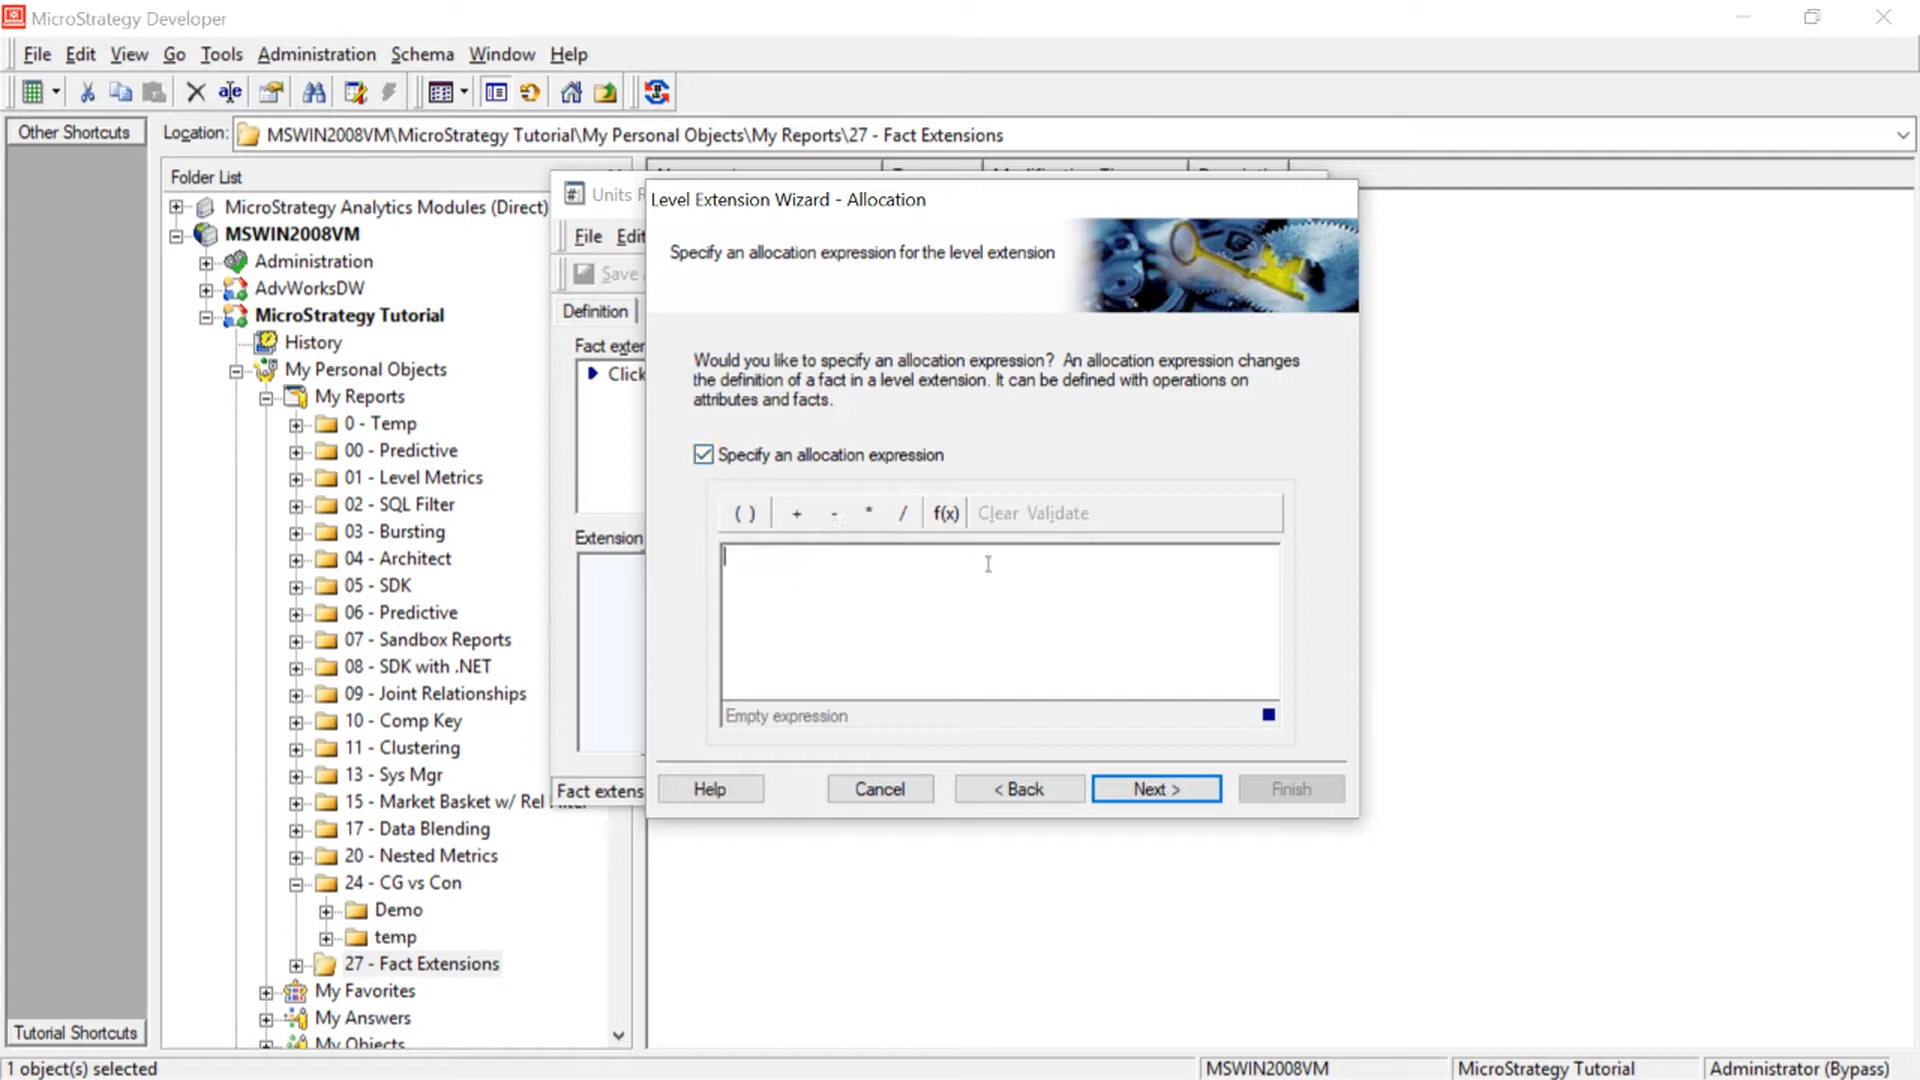 MicroStrategy Developer
File Edit View Go Tools Administration Schema Window Help
Other Shortcuts
Location: MSWIN2008VM\MicroStrategy Tutorial\My Personal Objects\My Reports\27 - Fact Extensions
Folder List
MicroStrategy Analytics Modules (Direct)
MSWIN2008VM
Administration
AdvWorksDW
MicroStrategy Tutorial
History
My Personal Objects
My Reports
0 - Temp
00 - Predictive
01 - Level Metrics
02 - SQL Filter
03 - Bursting
04 - Architect
05 - SDK
06 - Predictive
07 - Sandbox Reports
08 - SDK with .NET
09 - Joint Relationships
10 - Comp Key
11 - Clustering
13 - Sys Mgr
15 - Market Basket w/ Rel Filter
17 - Data Blending
20 - Nested Metrics
24 - CG vs Con
Demo
temp
27 - Fact Extensions
My Favorites
My Answers
My Objects
Tutorial Shortcuts
Units
File Edit
Save
Definition
Fact exter
Click
Extension
Fact extens
Level Extension Wizard - Allocation
Specify an allocation expression for the level extension
Would you like to specify an allocation expression? An allocation expression changes
the definition of a fact in a level extension. It can be defined with operations on
attributes and facts.
Specify an allocation expression
( ) + - * / f(x) Clear Validate
Empty expression
Help Cancel < Back Next > Finish
1 object(s) selected MSWIN2008VM MicroStrategy Tutorial Administrator (Bypass)